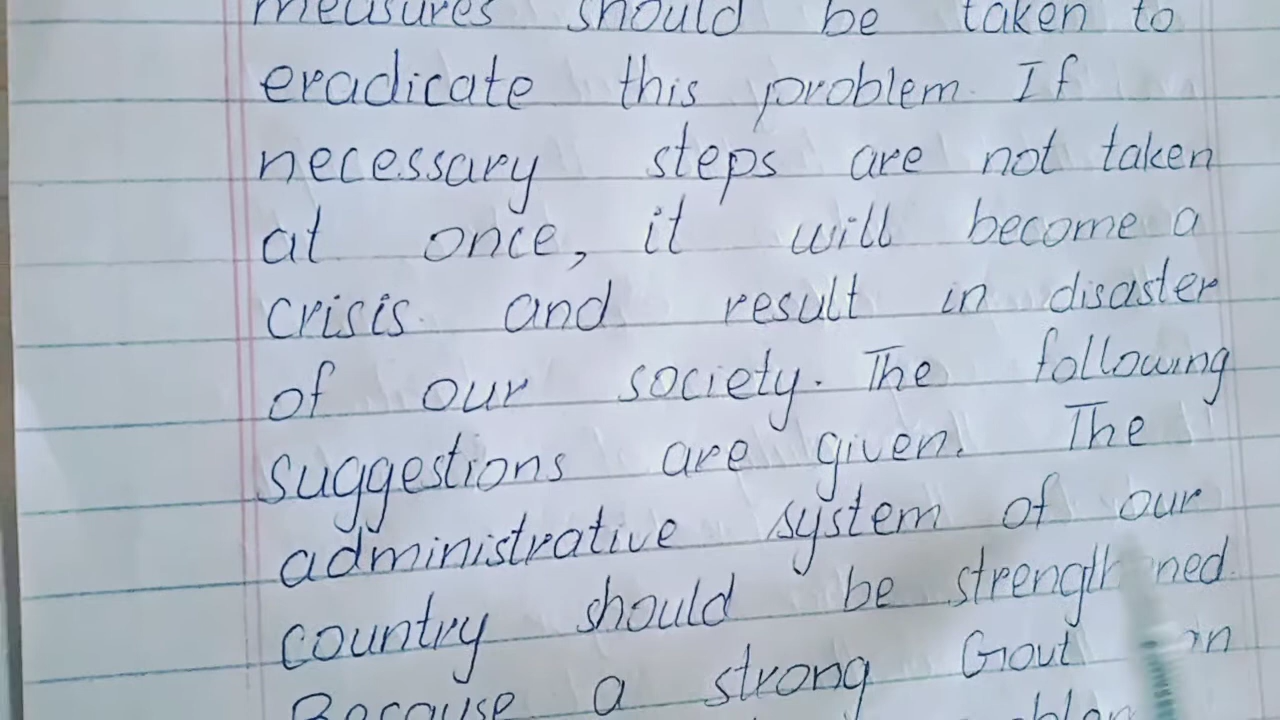 measures should be taken to
eradicate this problem. If
necessary steps are not taken
at once, it will become a
crisis and result in disaster
of our society. The following
suggestions are given. The
administrative system of our
country should be
Because a strong Govt